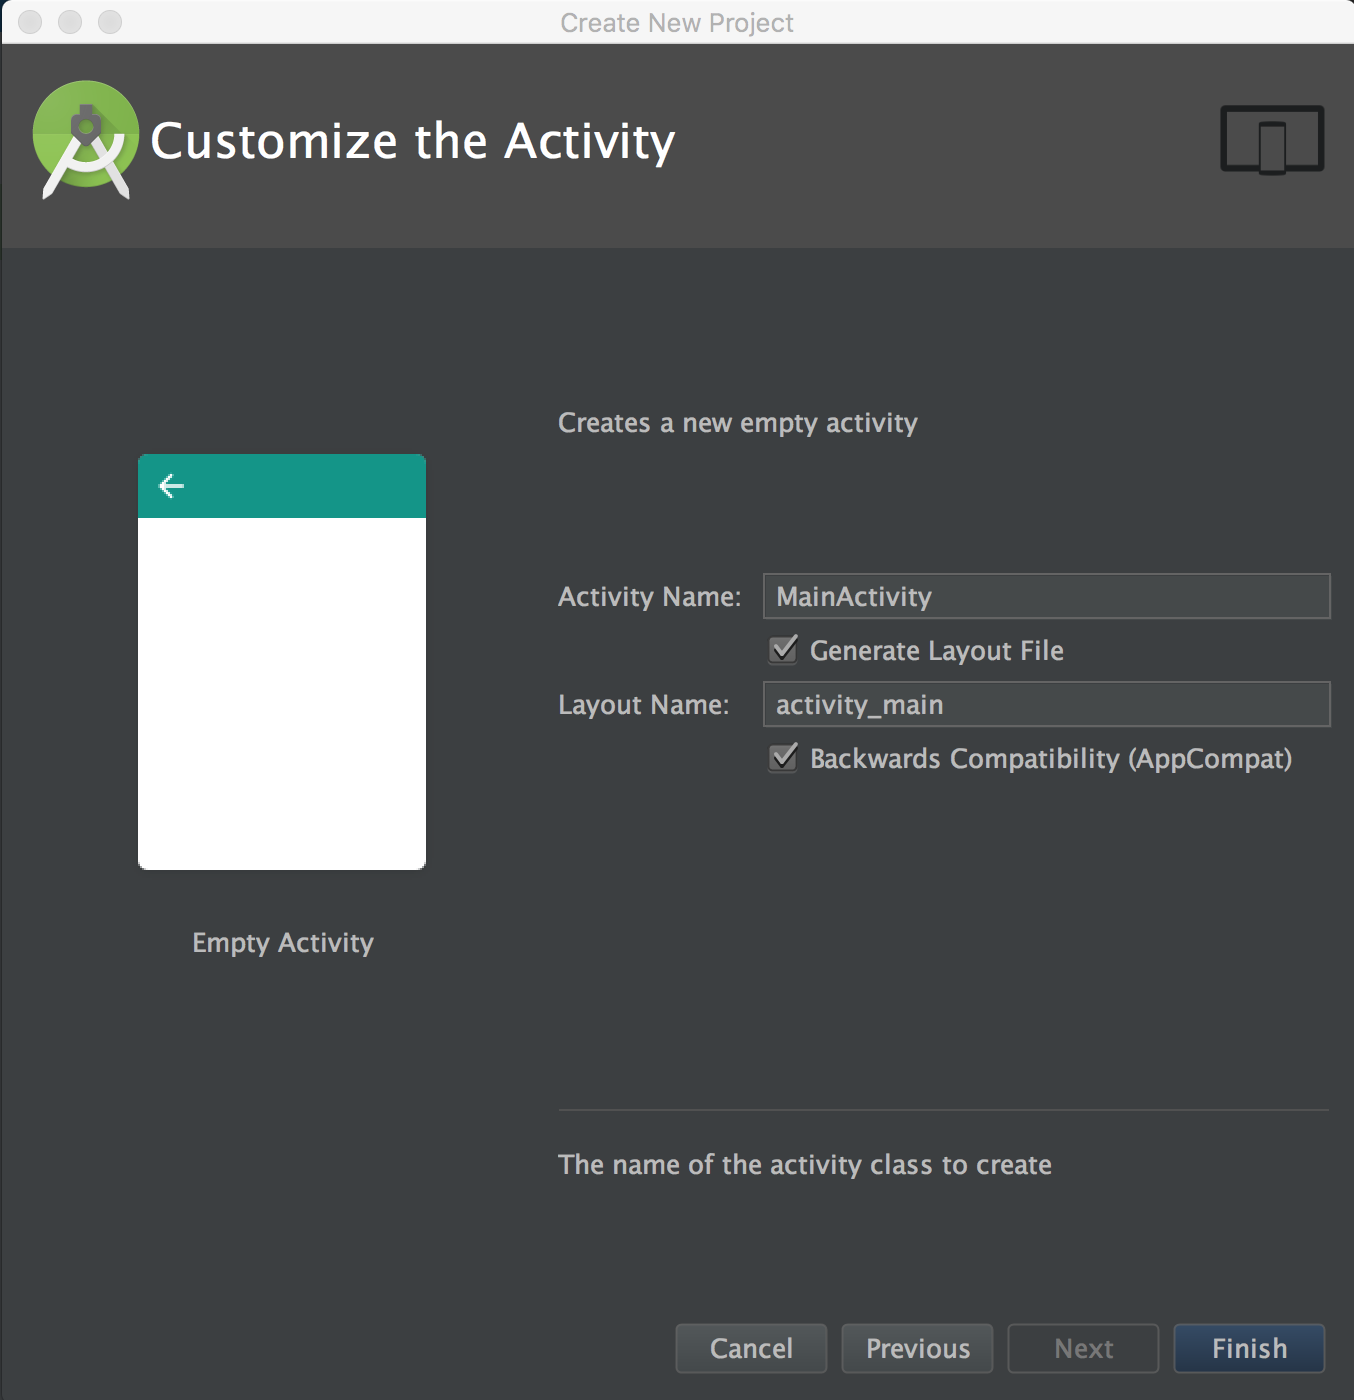 Create New Project
Customize the Activity
Creates a new empty activity
Activity Name: MainActivity
Generate Layout File
Layout Name: activity_main
Backwards Compatibility (AppCompat)
Empty Activity
The name of the activity class to create
Cancel Previous Next Finish